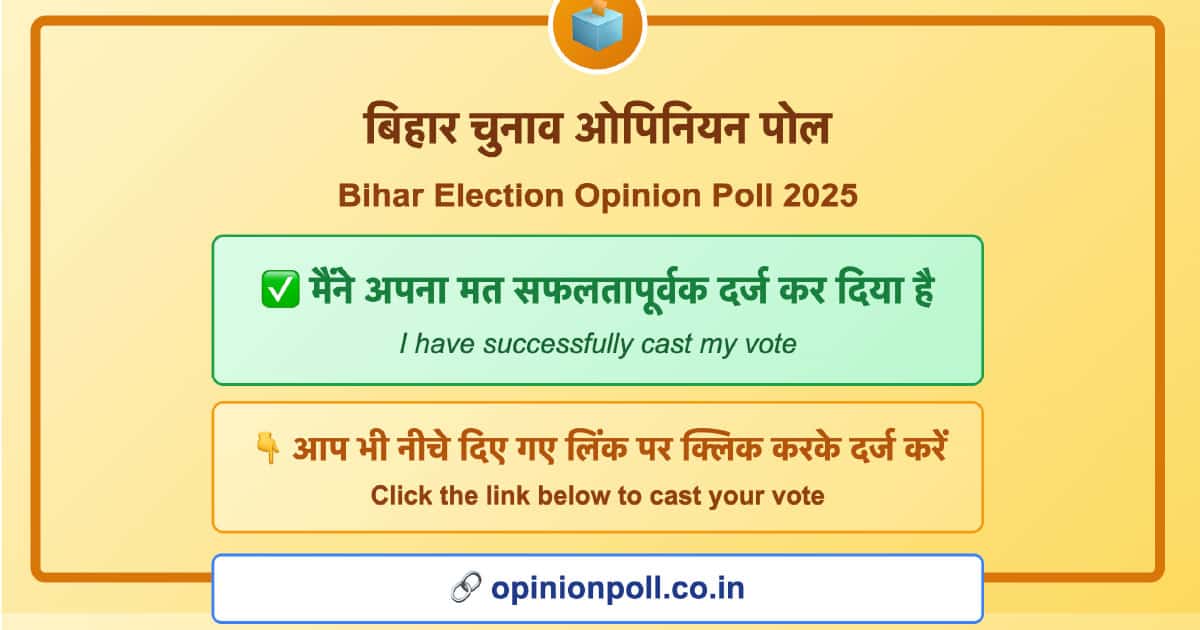 बिहार चुनाव ओपिनियन पोल
Bihar Election Opinion Poll 2025
✅ मैंने अपना मत सफलतापूर्वक दर्ज कर दिया है
I have successfully cast my vote
👇 आप भी नीचे दिए गए लिंक पर क्लिक करके दर्ज करें
Click the link below to cast your vote
🔗 opinionpoll.co.in